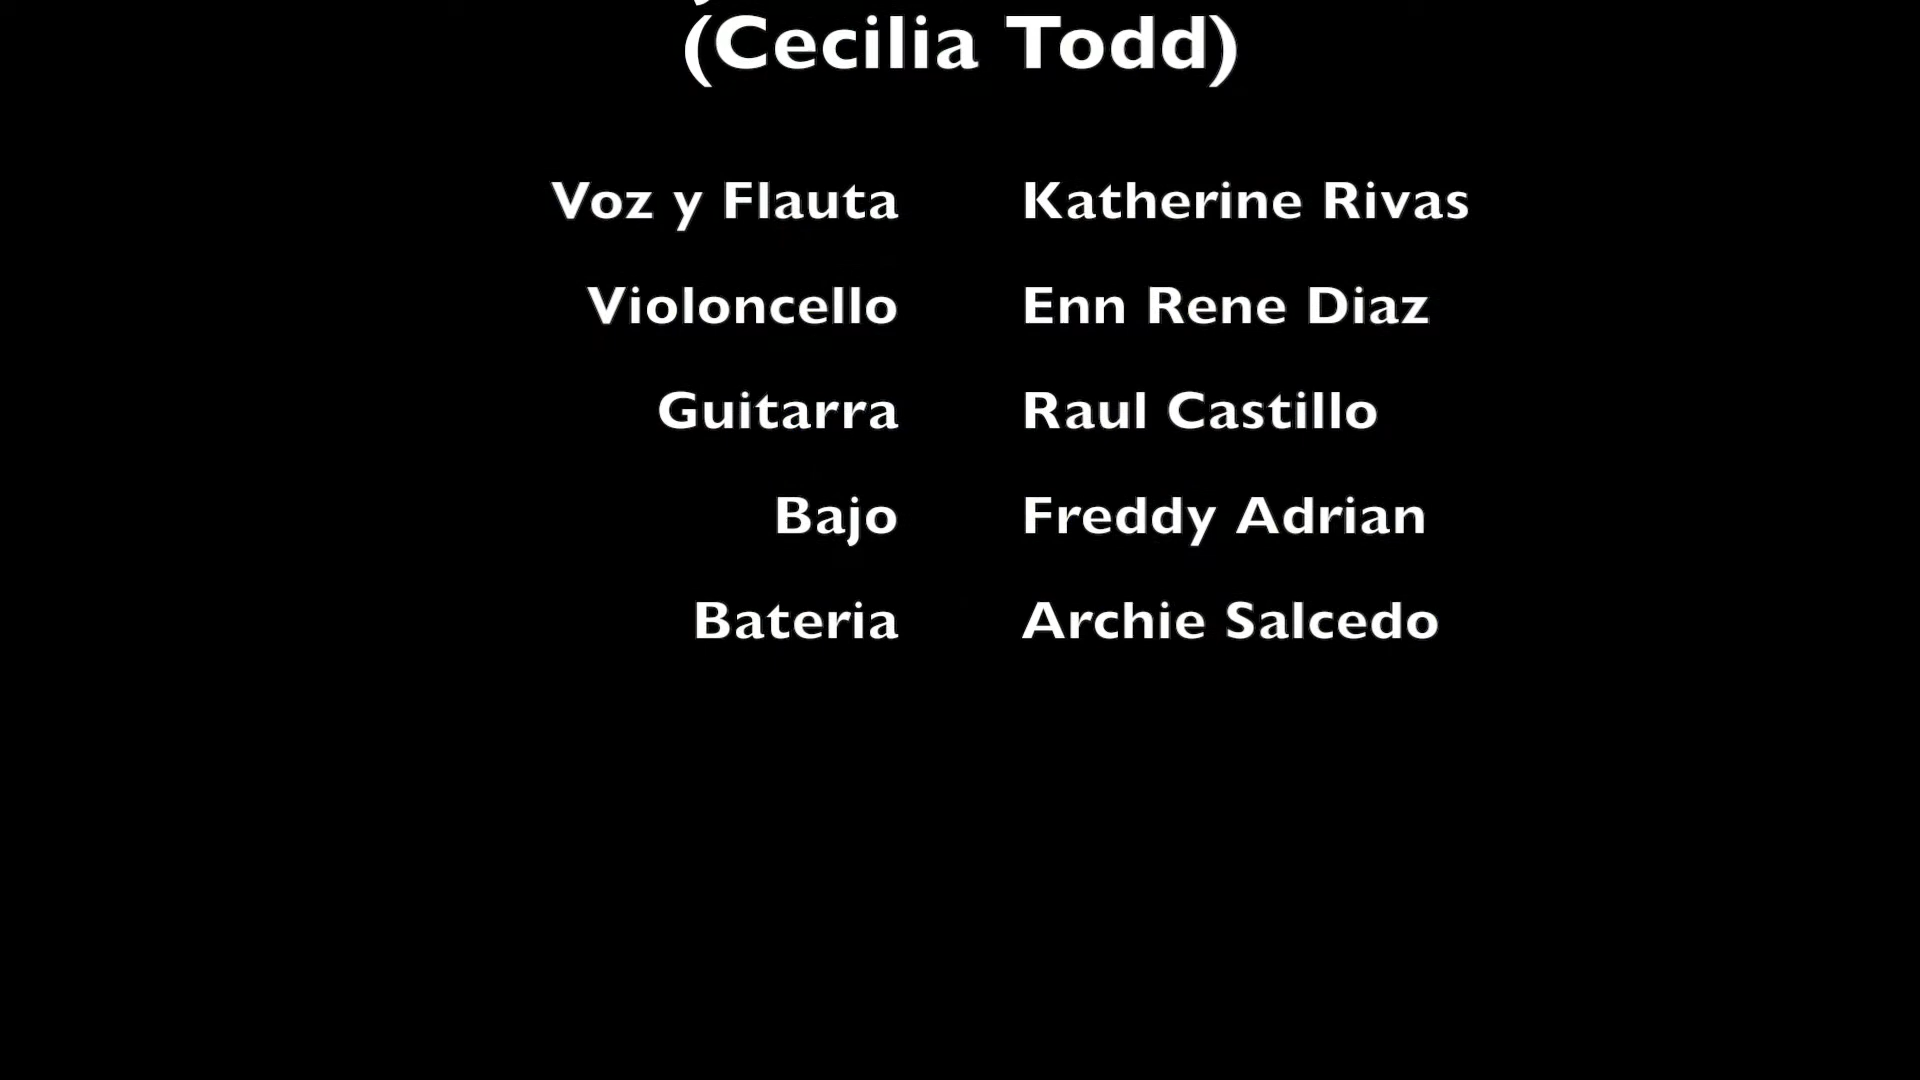 (Cecilia Todd)
Voz y Flauta Katherine Rivas
Violoncello Enn Rene Diaz
Guitarra Raul Castillo
Bajo Freddy Adrian
Bateria Archie Salcedo